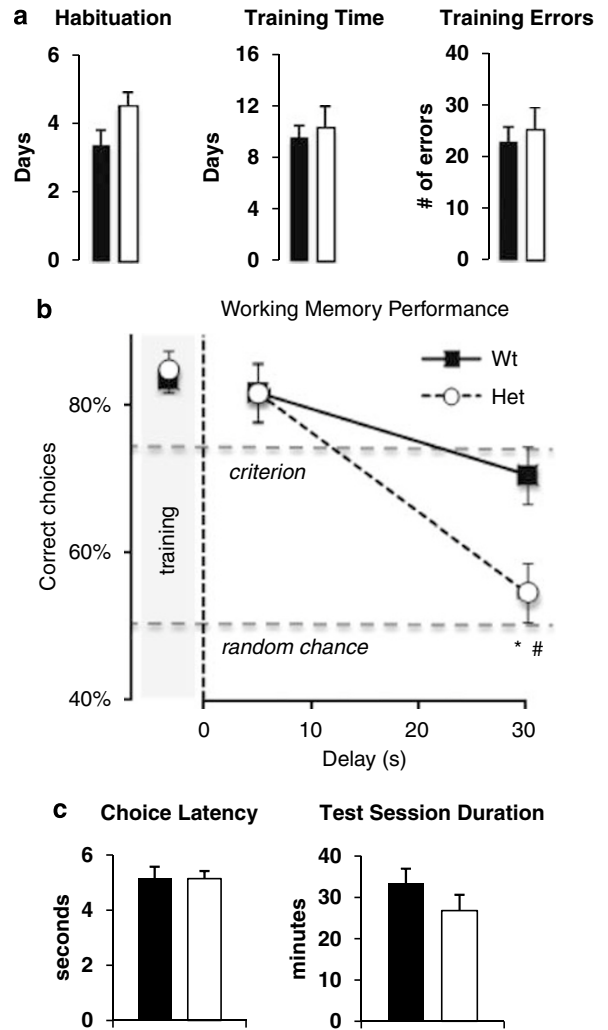 a Habituation Training Time Training Errors
6 16 40
12 30
4
Days Days 8 # of errors 20
2
4 10
0 0 0
b Working Memory Performance
Wt
80% Het
criterion
Correct choices
60% training
random chance * #
40%
0 10 20 30
Delay (s)
c Choice Latency Test Session Duration
6 40
4 30
seconds minutes 20
2 10
0 0